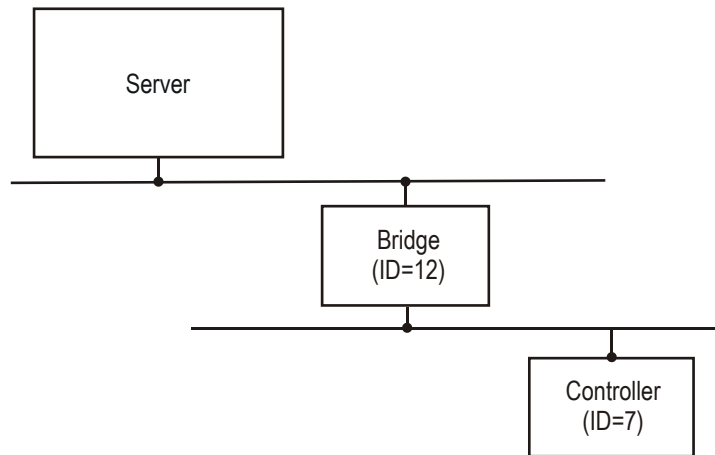 Server
Bridge
(ID=12)
Controller
(ID=7)